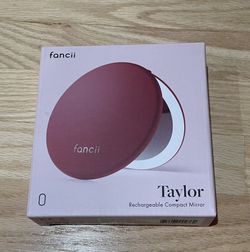 fancii
fancii
Taylor
Rechargeable Compact Mirror